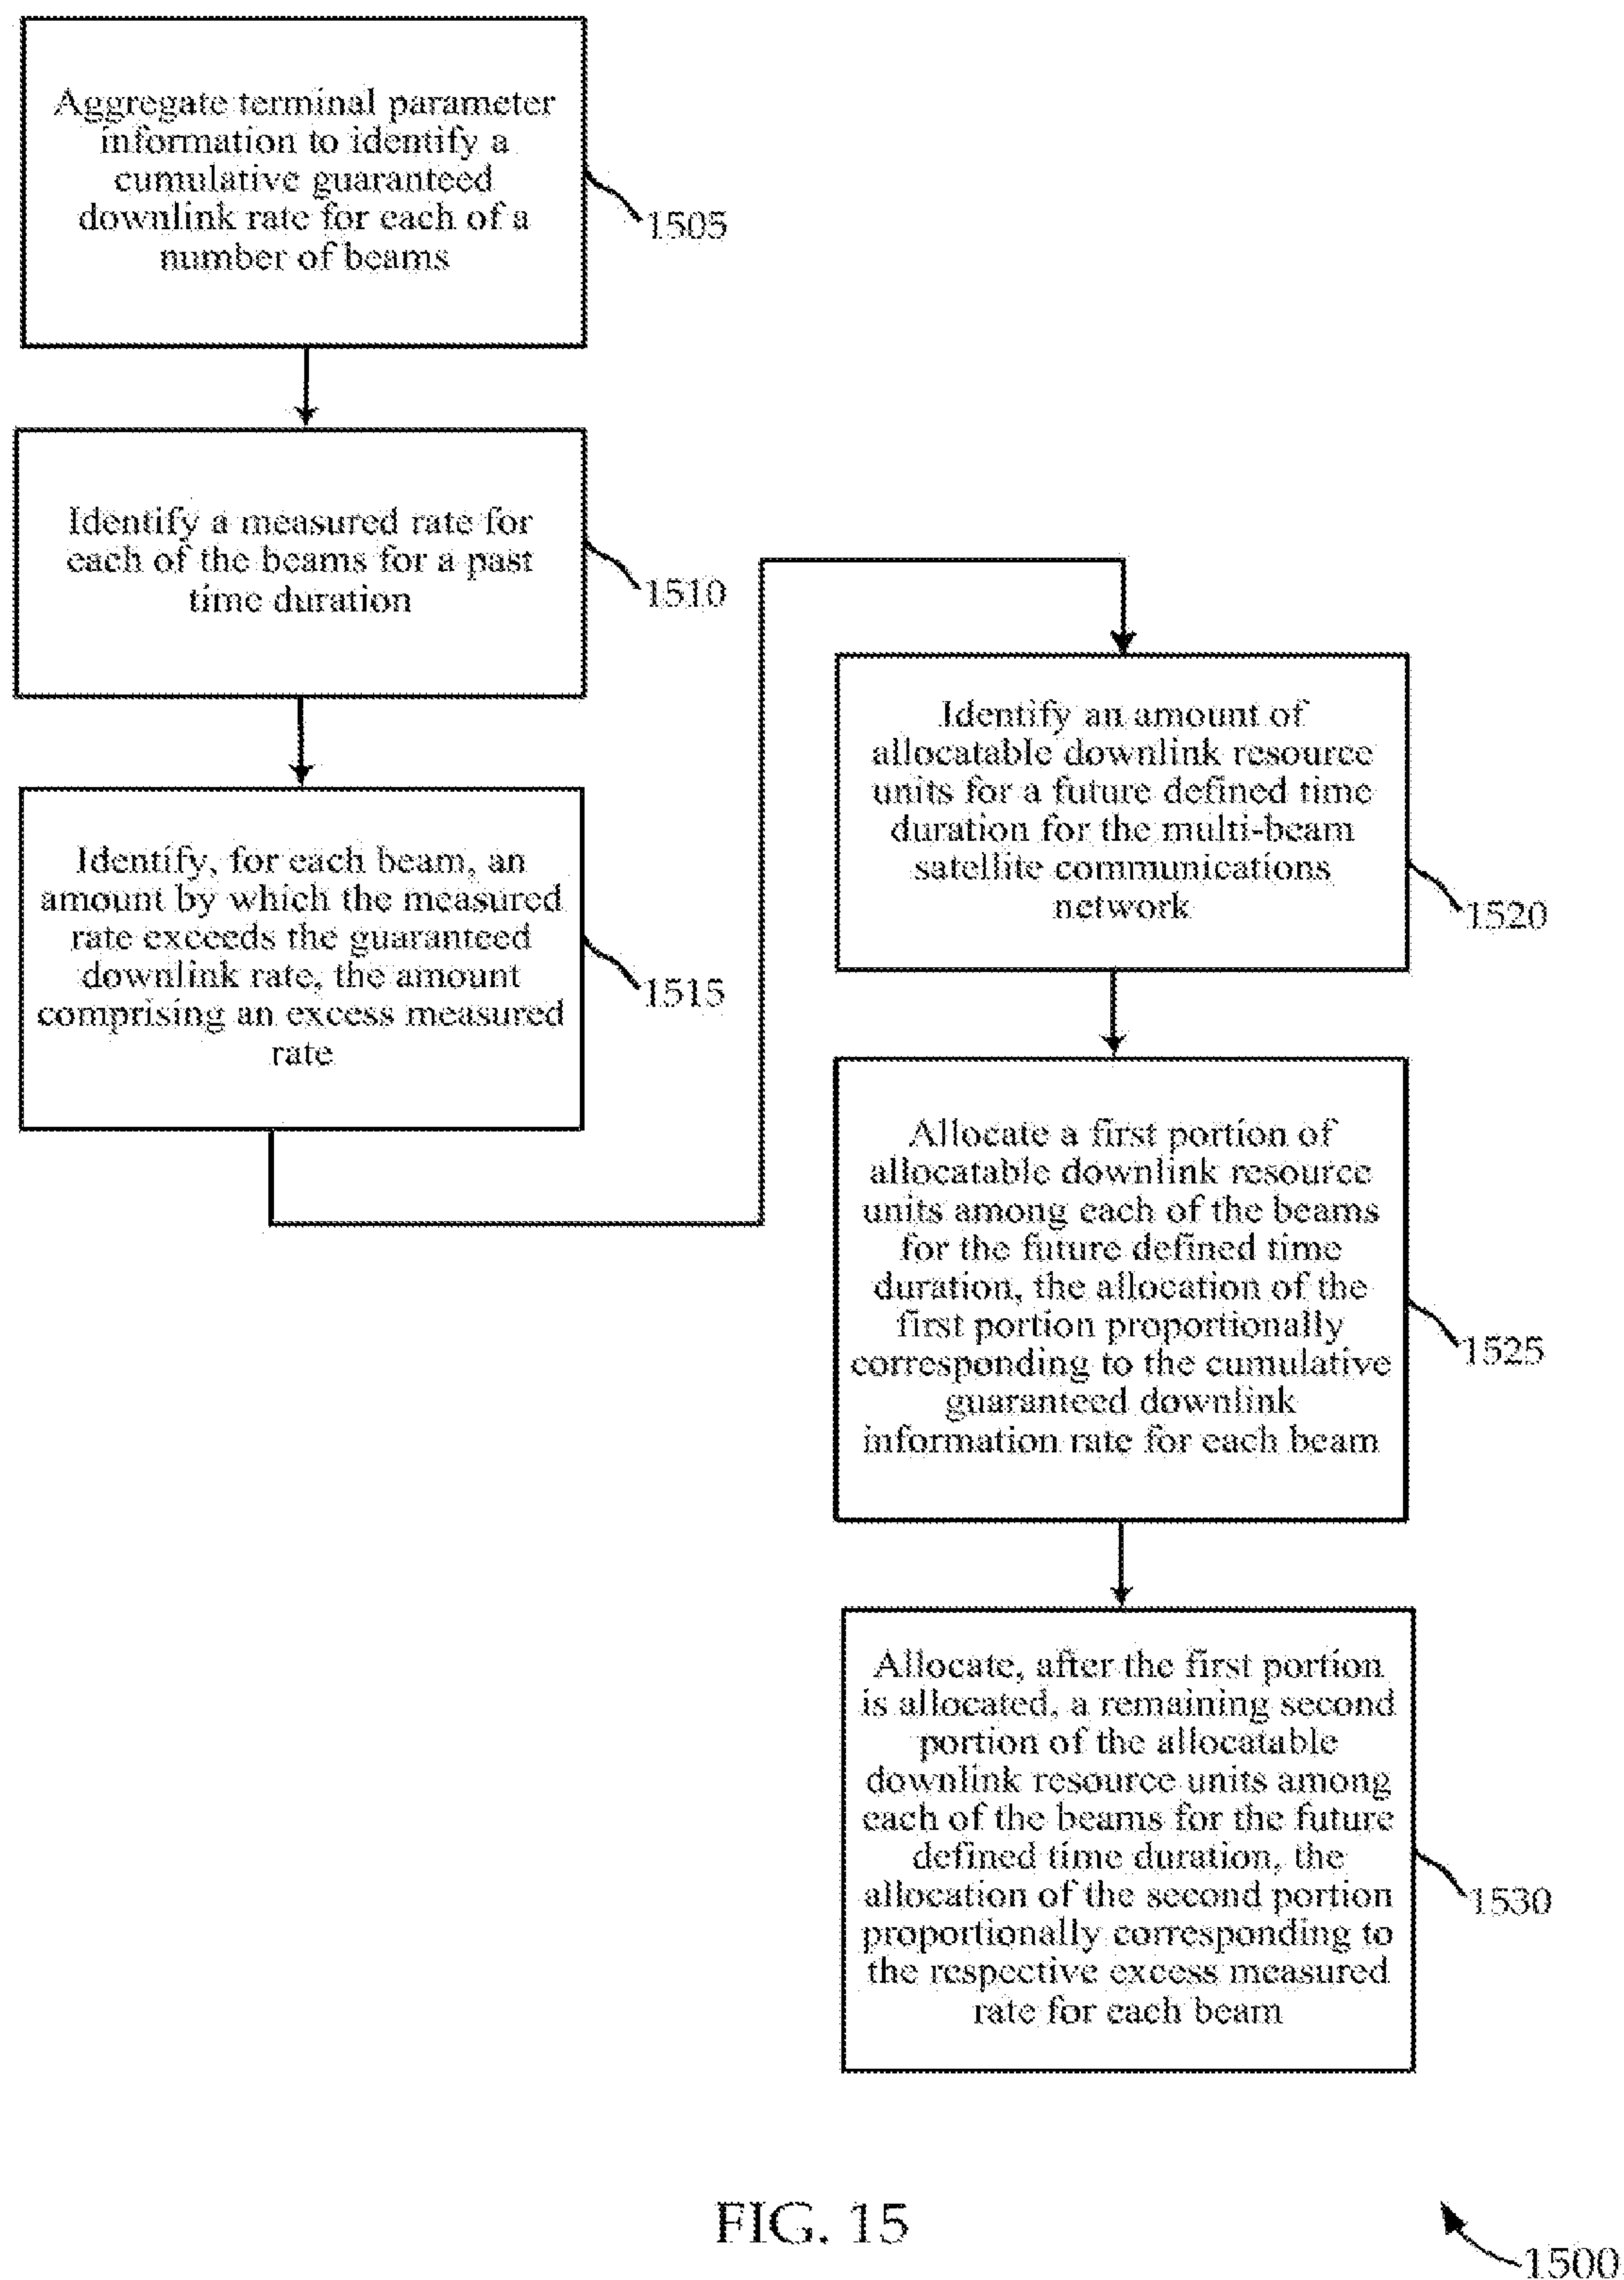 Aggregate terminal parameter
information to identify a
cumulative guaranteed
downlink rate for each of a
number of beams
1505
Identify a measured rate for
each of the beams for a past
time duration
1510
Identify, for each beam, an
amount by which the measured
rate exceeds the guaranteed
downlink rate, the amount
comprising an excess measured
rate
1515
Identify an amount of
allocatable downlink resource
units for a future defined time
duration for the multi-beam
satellite communications
network
1520
Allocate a first portion of
allocatable downlink resource
units among each of the beams
for the future defined time
duration, the allocation of the
first portion proportionally
corresponding to the cumulative
guaranteed downlink
information rate for each beam
1525
Allocate, after the first portion
is allocated, a remaining second
portion of the allocatable
downlink resource units among
each of the beams for the future
defined time duration, the
allocation of the second portion
proportionally corresponding to
the respective excess measured
rate for each beam
1530
FIG. 15
1500